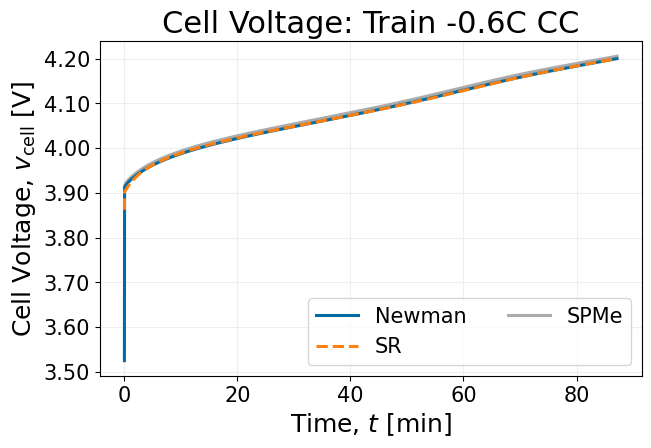 Cell Voltage: Train -0.6C CC
Cell Voltage, v_cell [V]
4.20
4.10
4.00
3.90
3.80
3.70
3.60
3.50
Newman
SR
SPMe
0
20
40
60
80
Time, t [min]